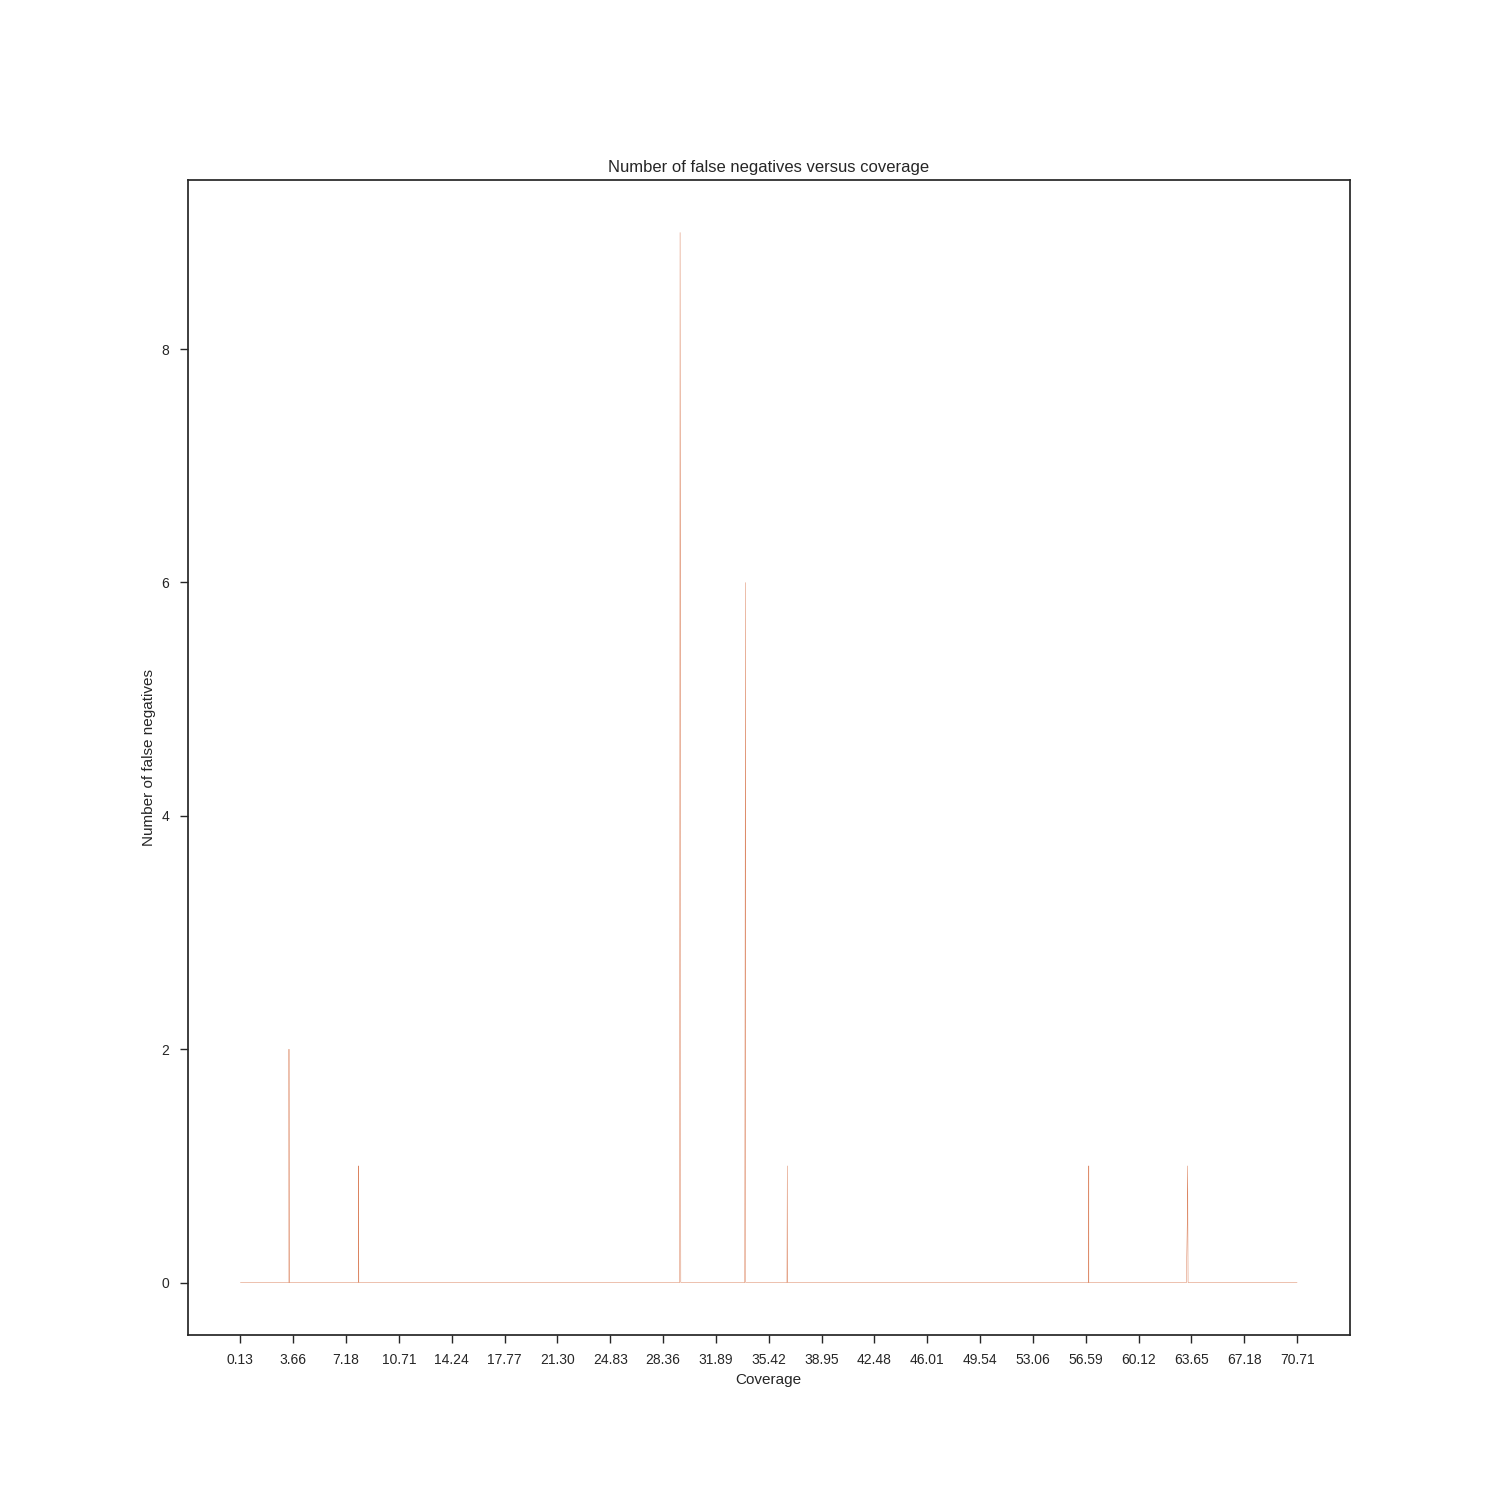 Number of false negatives versus coverage
Number of false negatives
8
6
4
2
0
0.13 3.66 7.18 10.71 14.24 17.77 21.30 24.83 28.36 31.89 35.42 38.95 42.48 46.01 49.54 53.06 56.59 60.12 63.65 67.18 70.71
Coverage